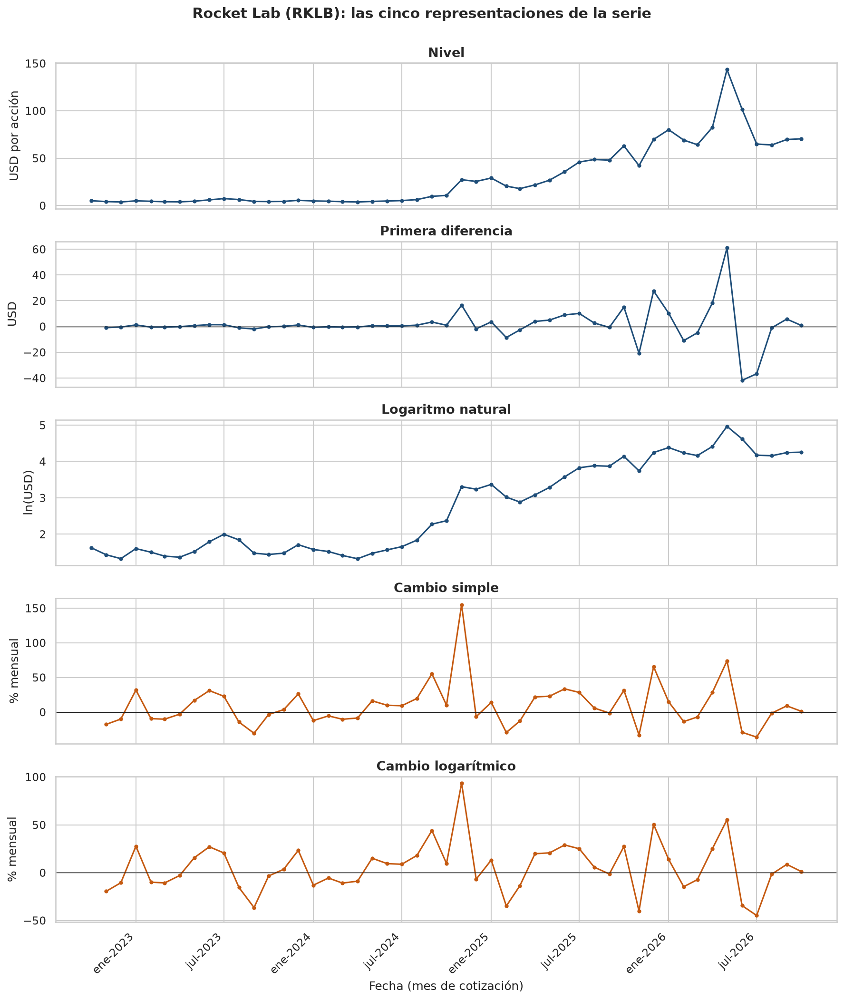 Rocket Lab (RKLB): las cinco representaciones de la serie
Nivel
150
100
50
0
USD por acción
Primera diferencia
60
40
20
0
−20
−40
USD
Logaritmo natural
5
4
3
2
ln(USD)
Cambio simple
150
100
50
0
% mensual
Cambio logarítmico
100
50
0
−50
% mensual
ene-2023
jul-2023
ene-2024
jul-2024
ene-2025
jul-2025
ene-2026
jul-2026
Fecha (mes de cotización)